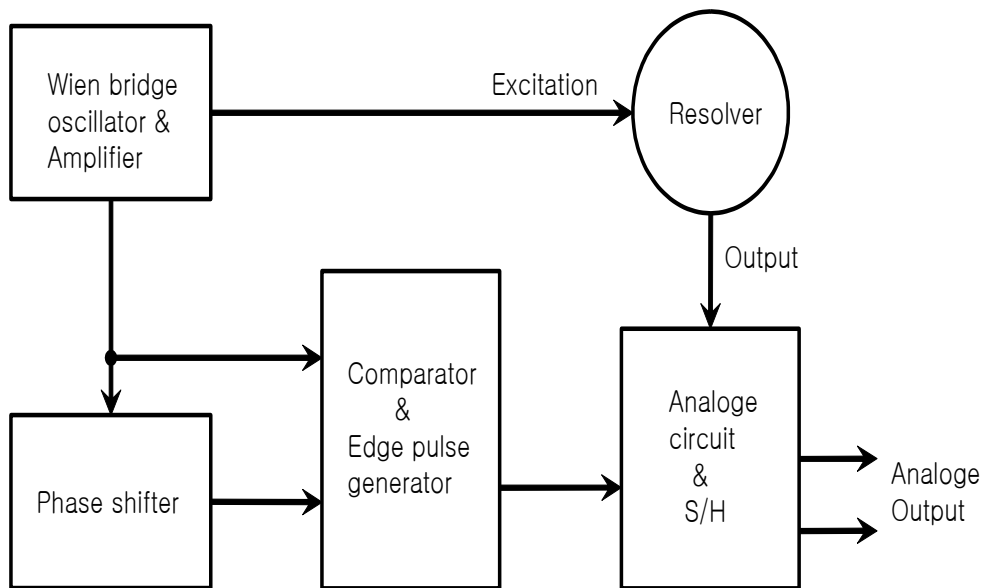 Wien bridge
oscillator &
Amplifier
Excitation
Resolver
Output
Comparator
&
Edge pulse
generator
Analoge
circuit
&
S/H
Phase shifter
Analoge
Output